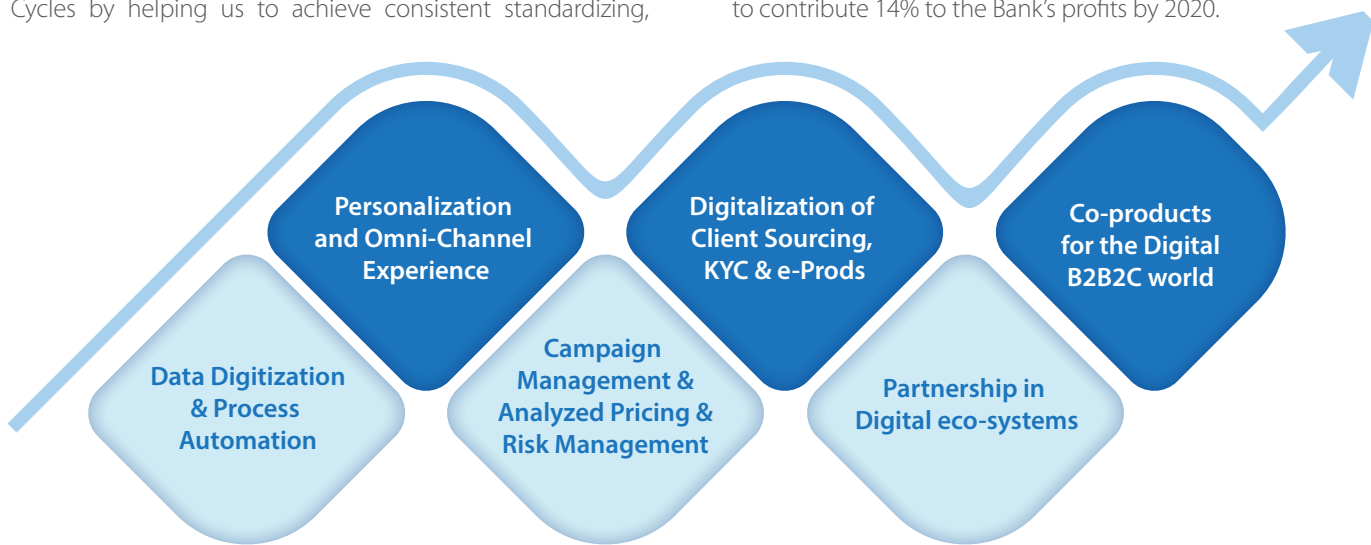 Cycles by helping us to achieve consistent standardizing,
to contribute 14% to the Bank’s profits by 2020.
Data Digitization
& Process
Automation
Personalization
and Omni-Channel
Experience
Campaign
Management &
Analyzed Pricing &
Risk Management
Digitalization of
Client Sourcing,
KYC & e-Prods
Partnership in
Digital eco-systems
Co-products
for the Digital
B2B2C world